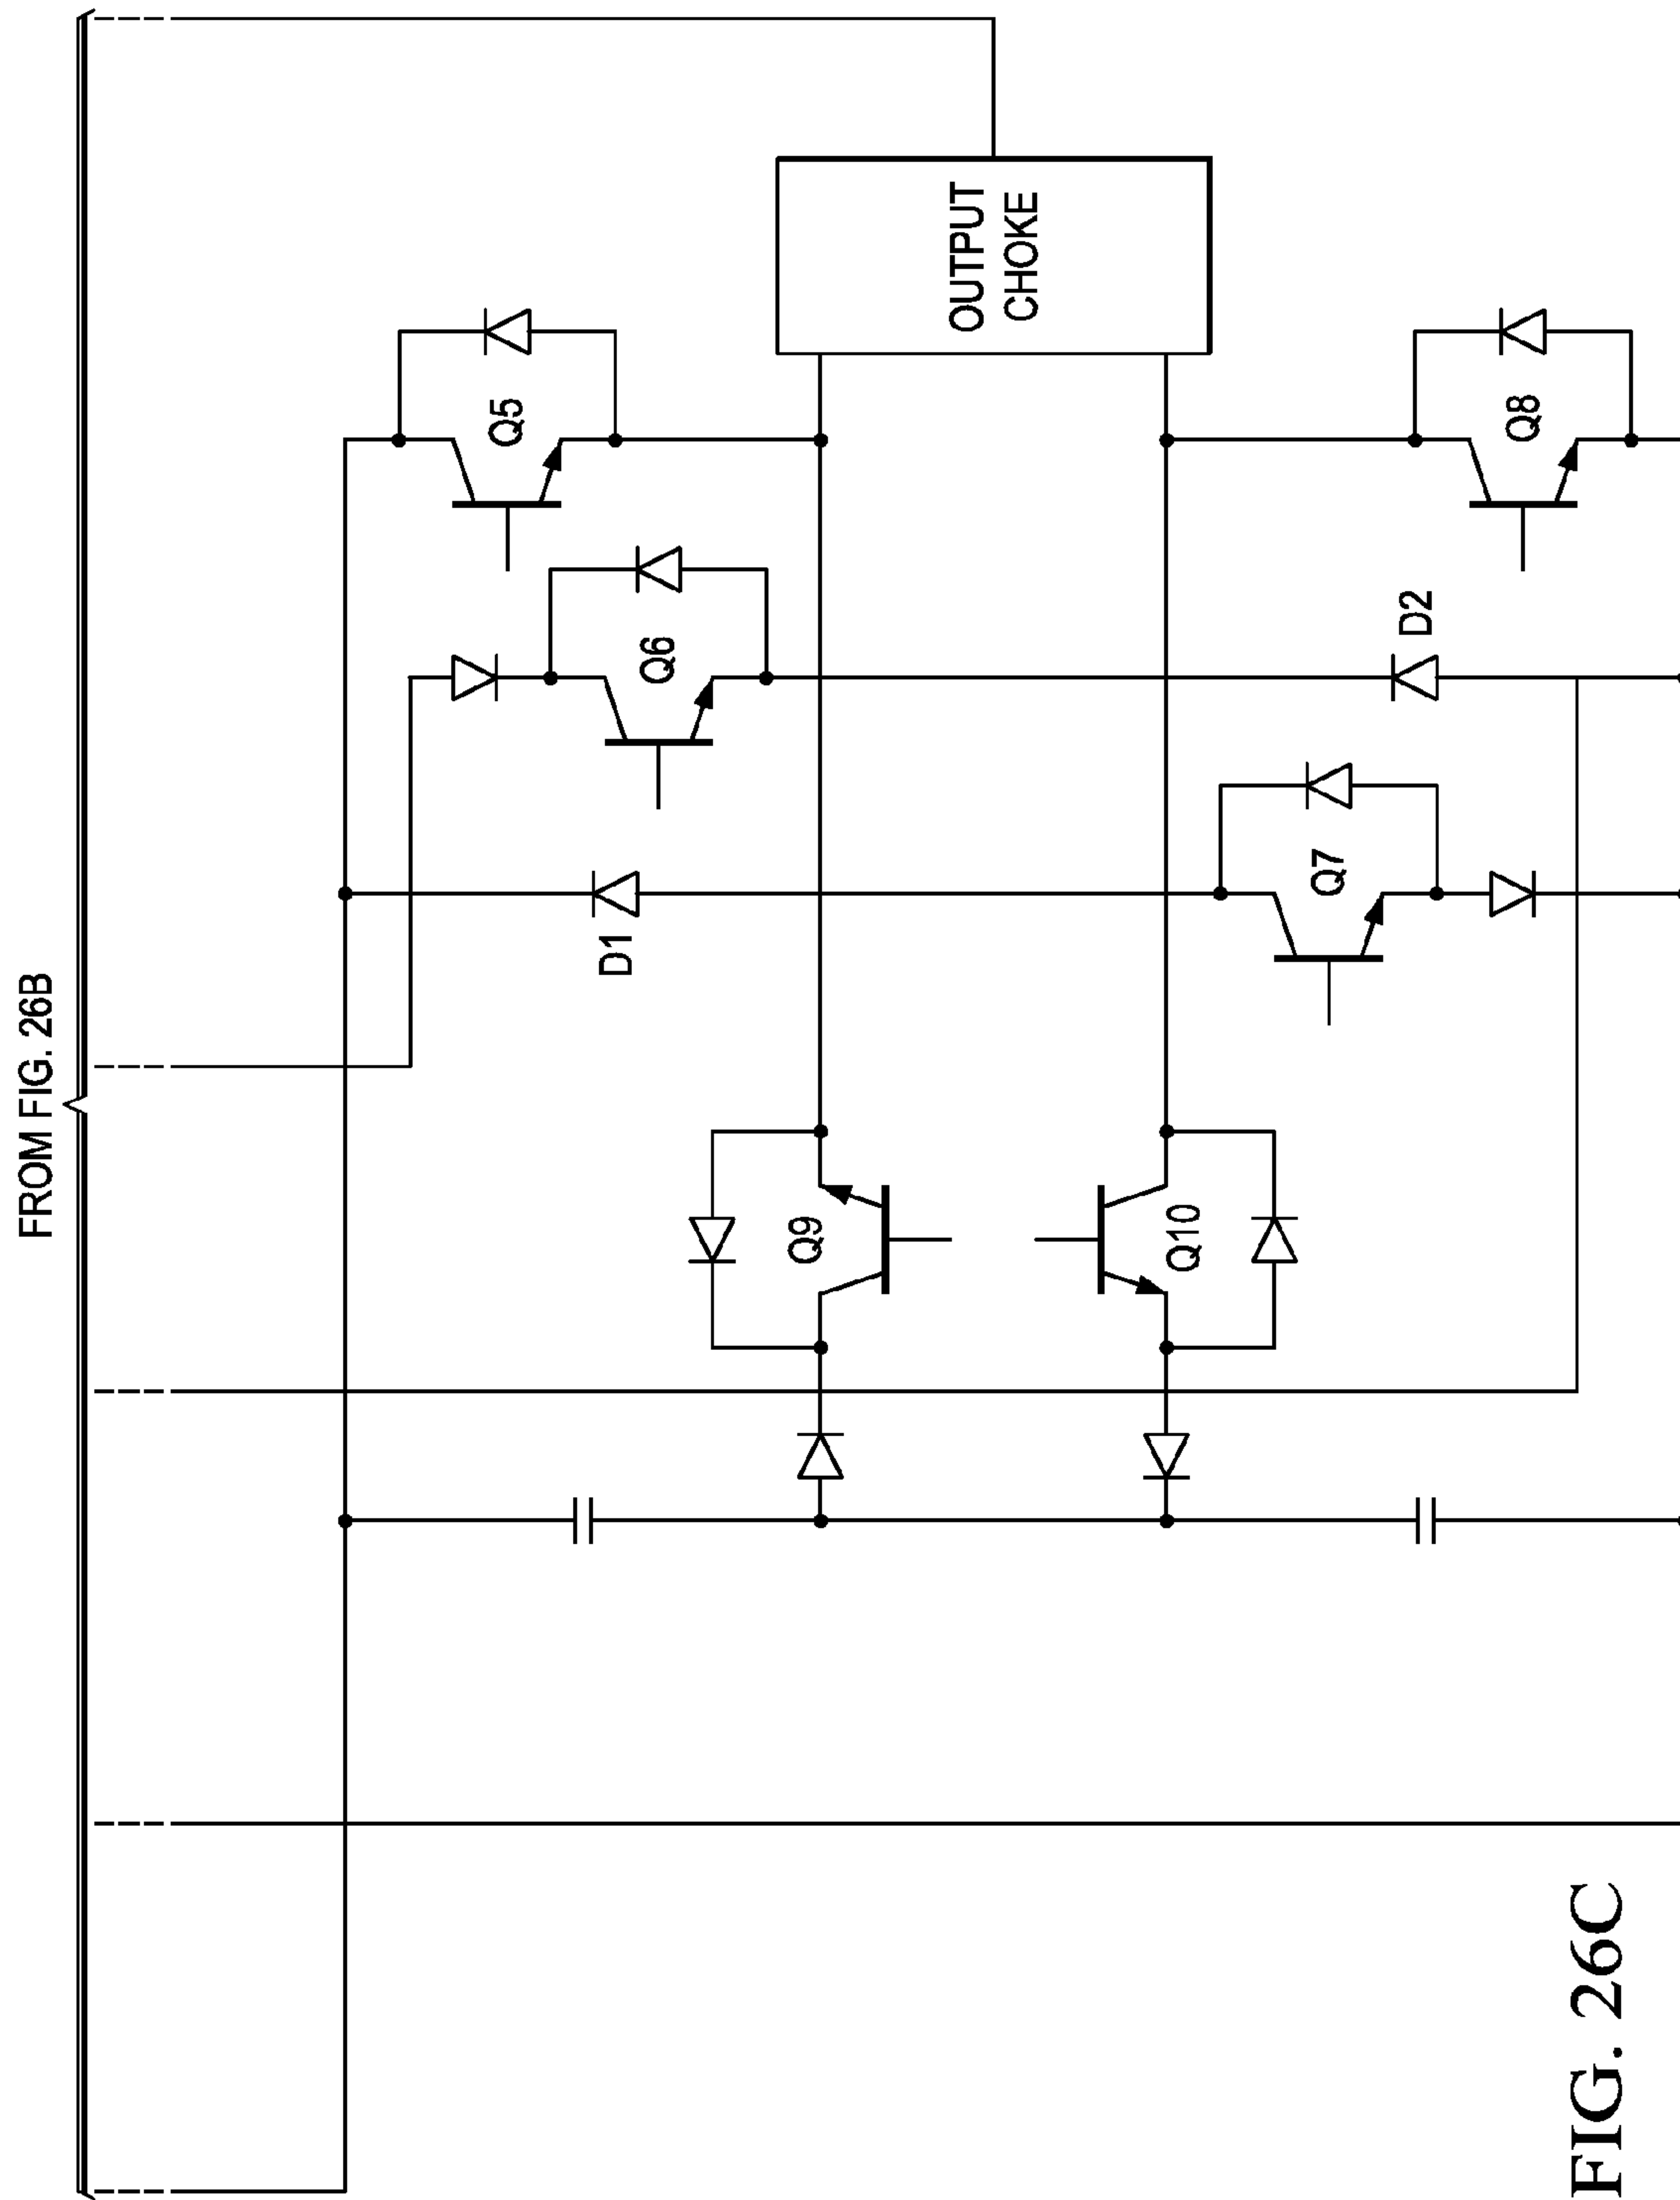 FROM FIG. 26B
OUTPUT
CHOKE
Q5
Q6
D1
Q9
Q10
Q7
D2
Q8
FIG. 26C